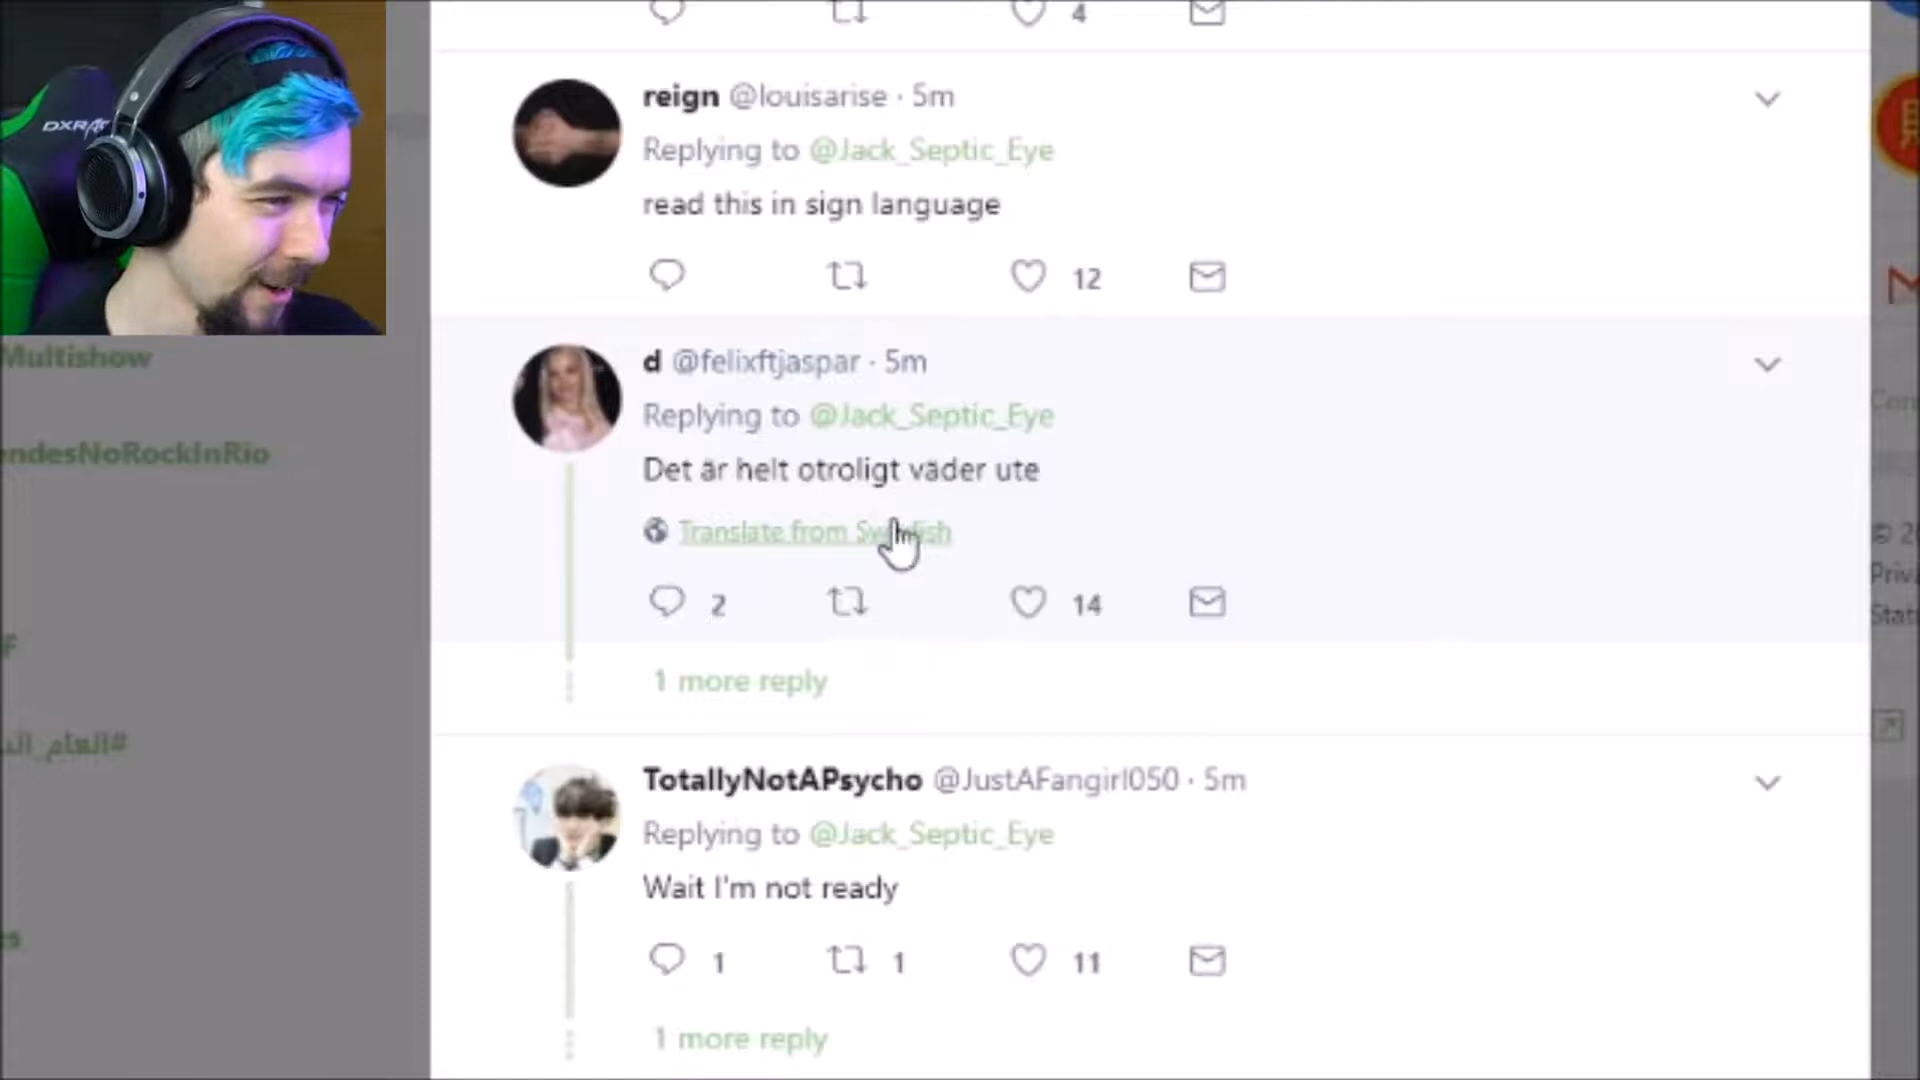 4
reign @louisarise · 5m
Replying to @Jack_Septic_Eye
read this in sign language
12
d @felixftjaspar · 5m
Replying to @Jack_Septic_Eye
Det är helt otroligt väder ute
Translate from Swedish
2 14
1 more reply
TotallyNotAPsycho @JustAFangirl050 · 5m
Replying to @Jack_Septic_Eye
Wait I'm not ready
1 1 11
1 more reply
Multishow
ndesNoRockInRio